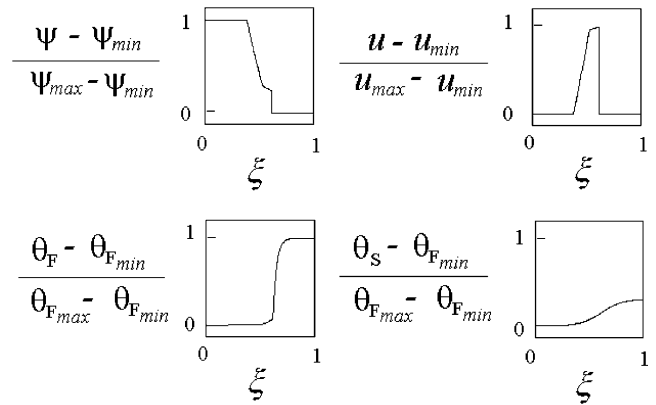 ψ - ψmin
ψmax - ψmin
1
0
0 1
ξ
u - umin
umax - umin
1
0
0 1
ξ
θF - θFmin
θFmax - θFmin
1
0
0 1
ξ
θS - θFmin
θFmax - θFmin
1
0
0 1
ξ